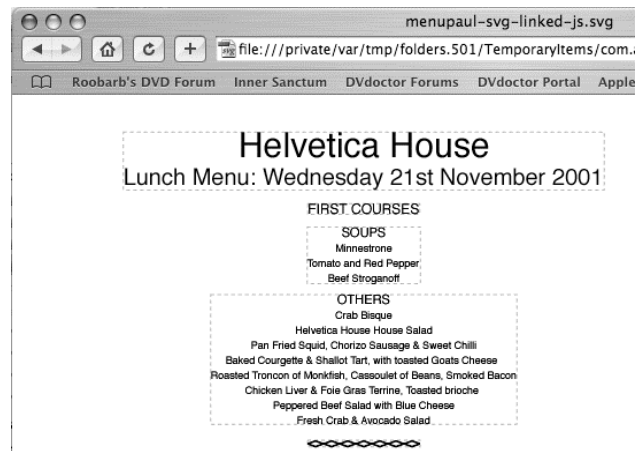 menupaul-svg-linked-js.svg
file:///private/var/tmp/folders.501/TemporaryItems/com.a
Roobarb's DVD Forum Inner Sanctum DVdoctor Forums DVdoctor Portal Apple
Helvetica House
Lunch Menu: Wednesday 21st November 2001
FIRST COURSES
SOUPS
Minnestrone
Tomato and Red Pepper
Beef Stroganoff
OTHERS
Crab Bisque
Helvetica House House Salad
Pan Fried Squid, Chorizo Sausage & Sweet Chilli
Baked Courgette & Shallot Tart, with toasted Goats Cheese
Roasted Troncon of Monkfish, Cassoulet of Beans, Smoked Bacon
Chicken Liver & Foie Gras Terrine, Toasted brioche
Peppered Beef Salad with Blue Cheese
Fresh Crab & Avocado Salad